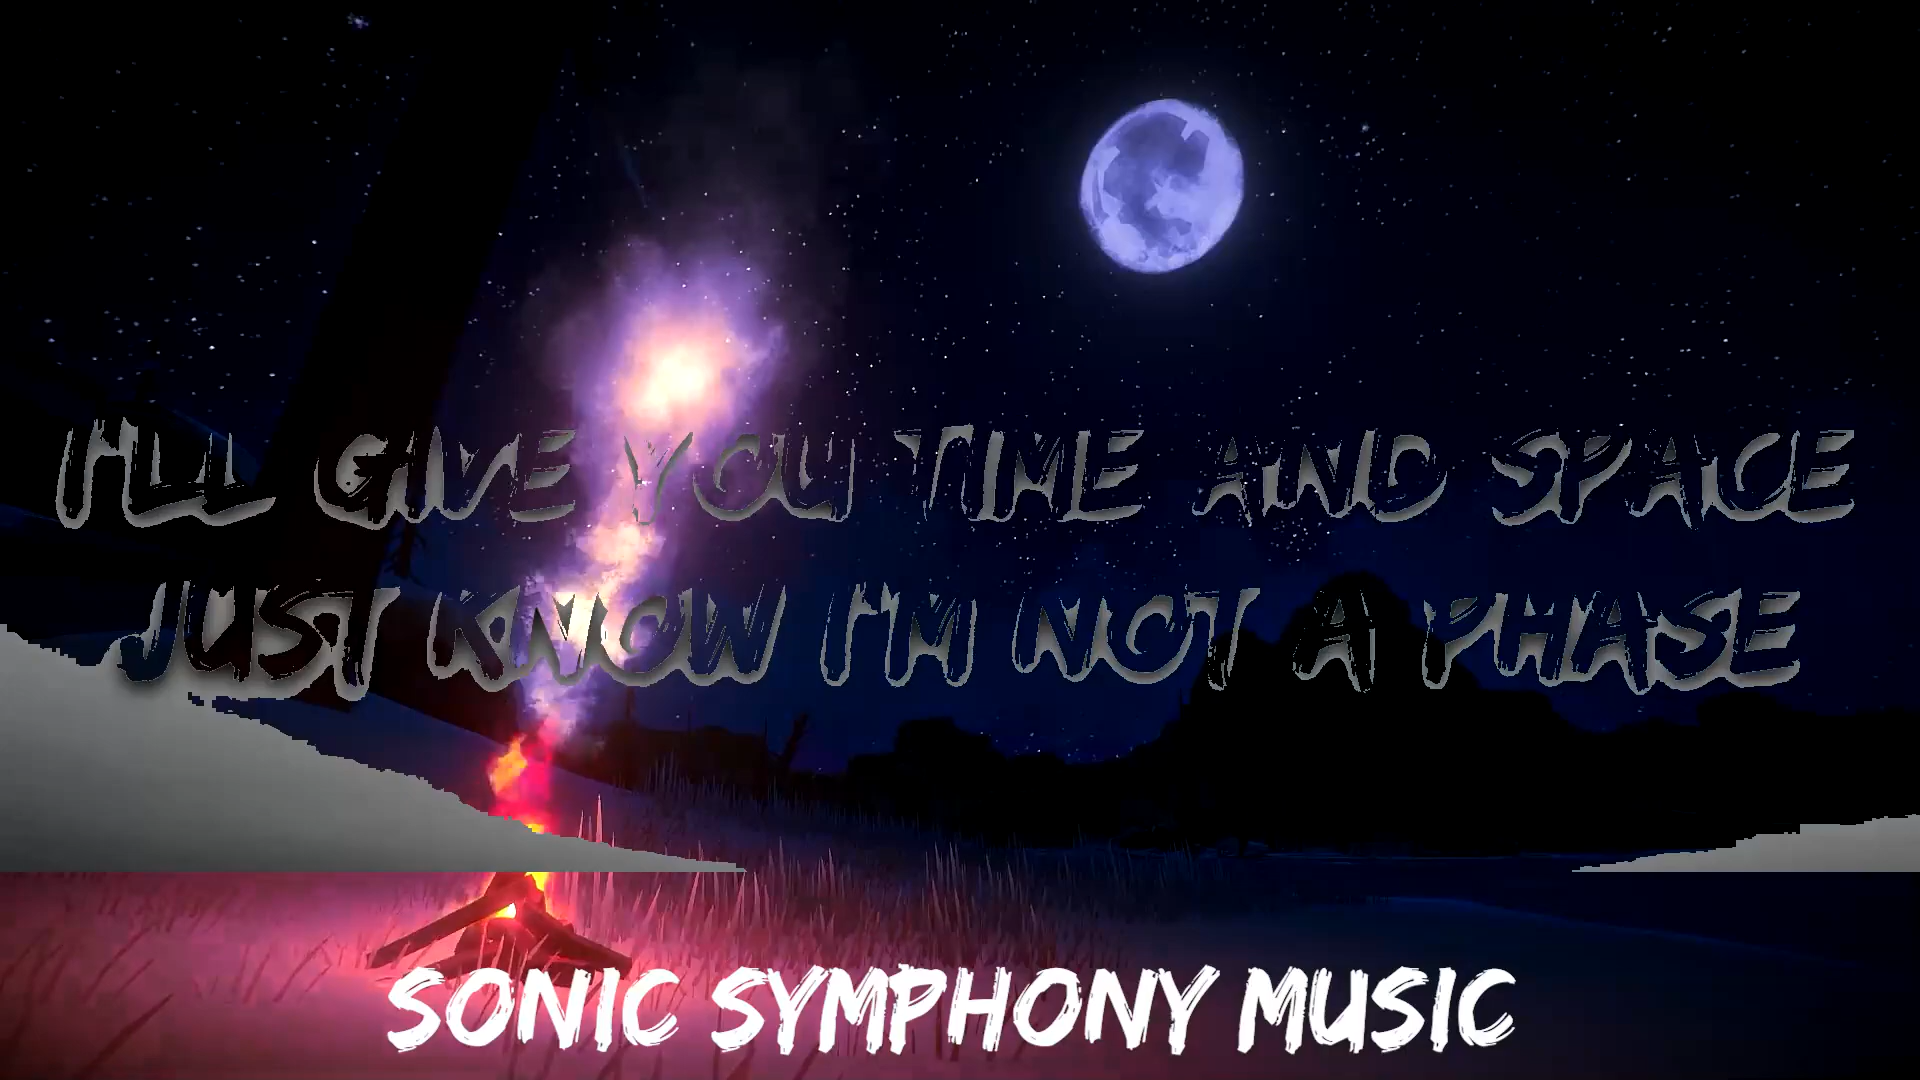 I'LL GIVE YOU TIME AND SPACE
JUST KNOW I'M NOT A PHASE
SONIC SYMPHONY MUSIC